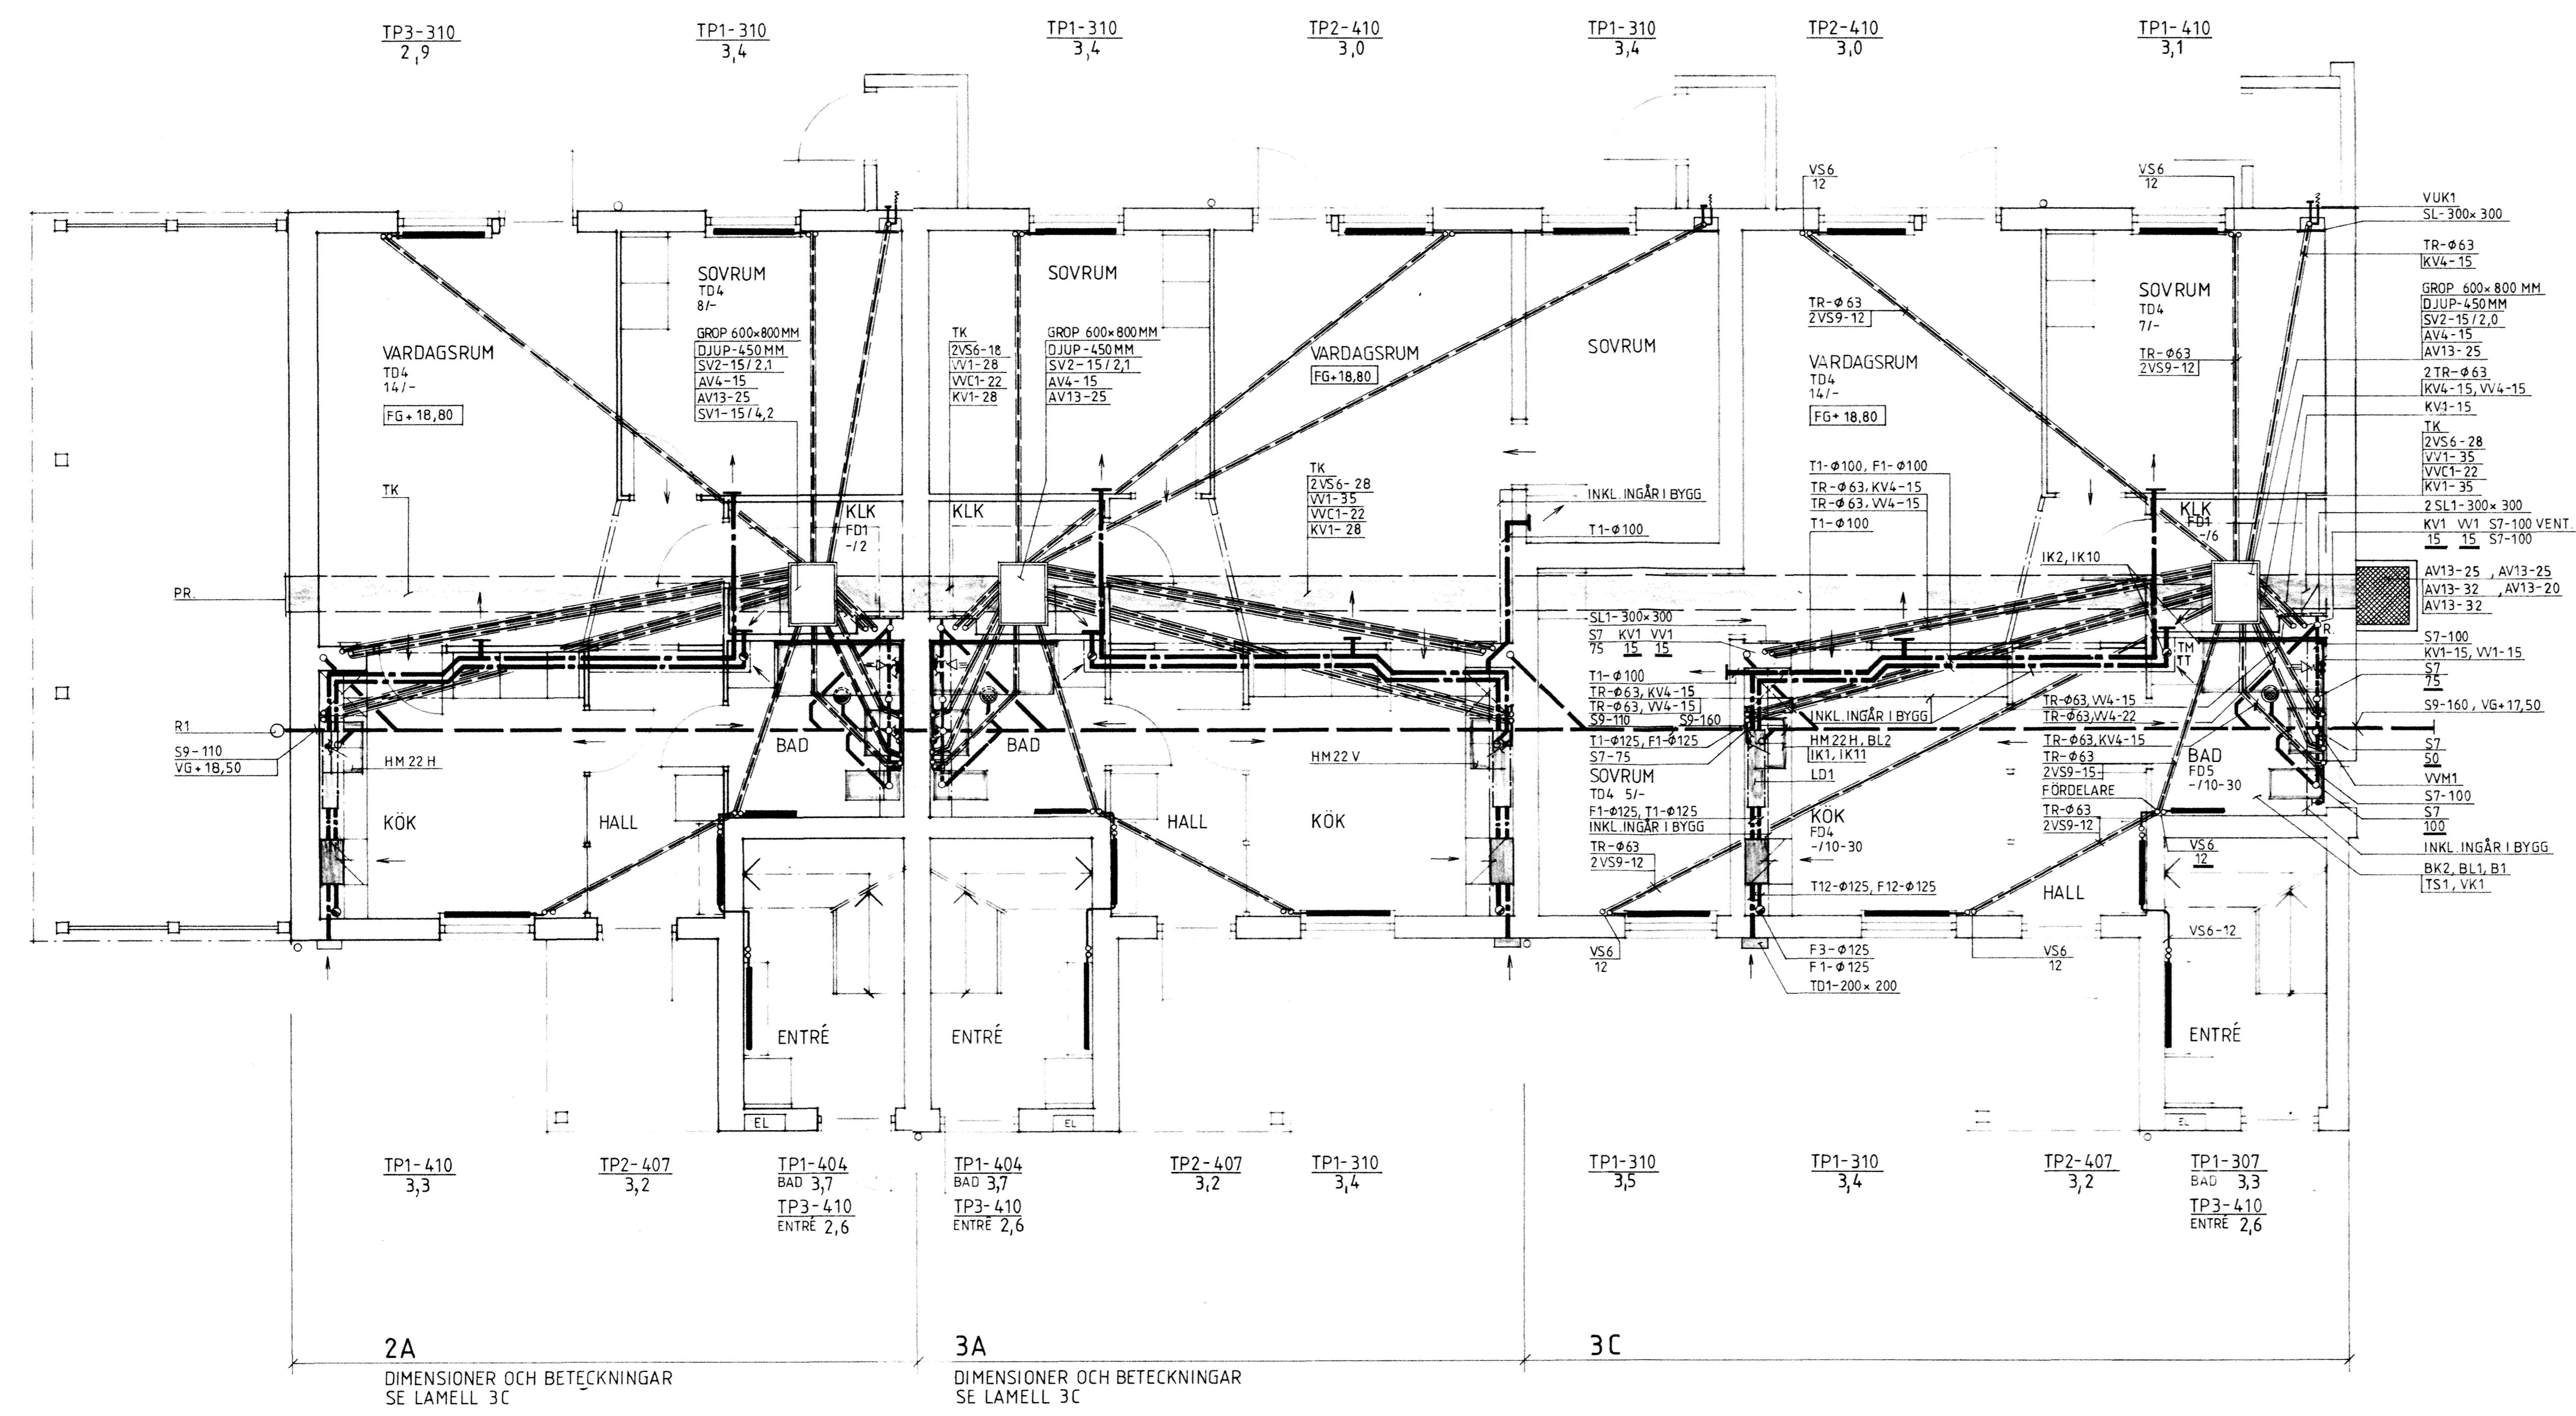 TP3-310
2,9
TP1-310
3,4
TP1-310
3,4
TP2-410
3,0
TP1-310
3,4
TP2-410
3,0
TP1-410
3,1
VARDAGSRUM
TD4
14/-
FG+18,80
TK
PR.
R1
S9-110
VG+18,50
HM 22 H
KÖK
HALL
SOVRUM
TD4
8/-
GROP 600×800MM
DJUP-450MM
SV2-15/2,1
AV4-15
AV13-25
SV1-15/4,2
KLK
FD1
-/2
BAD
ENTRÉ
EL
TK
2VS6-18
VV1-28
VVC1-22
KV1-28
KLK
SOVRUM
GROP 600×800MM
DJUP-450MM
SV2-15/2,1
AV4-15
AV13-25
BAD
ENTRÉ
EL
HALL
VARDAGSRUM
FG+18,80
TK
2VS6-28
VV1-35
VVC1-22
KV1-28
HM22 V
KÖK
SOVRUM
INKL. INGÅR I BYGG
T1-Φ100
SL1-300×300
S7 KV1 VV1
75 15 15
T1-Φ100
TR-Φ63, KV4-15
TR-Φ63, VV4-15
S9-110 S9-160
T1-Φ125, F1-Φ125
S7-75
SOVRUM
TD4 5/-
F1-Φ125, T1-Φ125
INKL. INGÅR I BYGG
TR-Φ63
2VS9-12
VS6
12
VS6
12
TR-Φ63
2VS9-12
VARDAGSRUM
TD4
14/-
FG+18,80
T1-Φ100, F1-Φ100
TR-Φ63, KV4-15
TR-Φ63, VV4-15
T1-Φ100
IK2, IK10
INKL. INGÅR I BYGG
HM22H, BL2
IK1, IK11
LD1
KÖK
FD4
-/10-30
T12-Φ125, F12-Φ125
F3-Φ125
F1-Φ125
TD1-200×200
VS6
12
SOVRUM
TD4
7/-
TR-Φ63
2VS9-12
KLK
FD1
-/6
TM
TT
R.
TR-Φ63, VV4-15
TR-Φ63, VV4-22
TR-Φ63, KV4-15
TR-Φ63
2VS9-15
FÖRDELARE
TR-Φ63
2VS9-12
BAD
FD5
-/10-30
VS6
12
HALL
VS6
12
VS6-12
ENTRÉ
EL
VUK1
SL-300×300
TR-Φ63
KV4-15
GROP 600×800 MM
DJUP-450MM
SV2-15/2,0
AV4-15
AV13-25
2TR-Φ63
KV4-15, VV4-15
KV1-15
TK
2VS6-28
VV1-35
VVC1-22
KV1-35
2 SL1-300×300
KV1 VV1 S7-100 VENT.
15 15 S7-100
AV13-25 , AV13-25
AV13-32 , AV13-20
AV13-32
S7-100
KV1-15, VV1-15
S7
75
S9-160, VG+17,50
S7
50
VVM1
S7-100
S7
100
INKL. INGÅR I BYGG
BK2, BL1, B1
TS1, VK1
TP1-410
3,3
TP2-407
3,2
TP1-404
BAD 3,7
TP3-410
ENTRÉ 2,6
TP1-404
BAD 3,7
TP3-410
ENTRÉ 2,6
TP2-407
3,2
TP1-310
3,4
TP1-310
3,5
TP1-310
3,4
TP2-407
3,2
TP1-307
BAD 3,3
TP3-410
ENTRÉ 2,6
2A
DIMENSIONER OCH BETECKNINGAR
SE LAMELL 3C
3A
DIMENSIONER OCH BETECKNINGAR
SE LAMELL 3C
3C